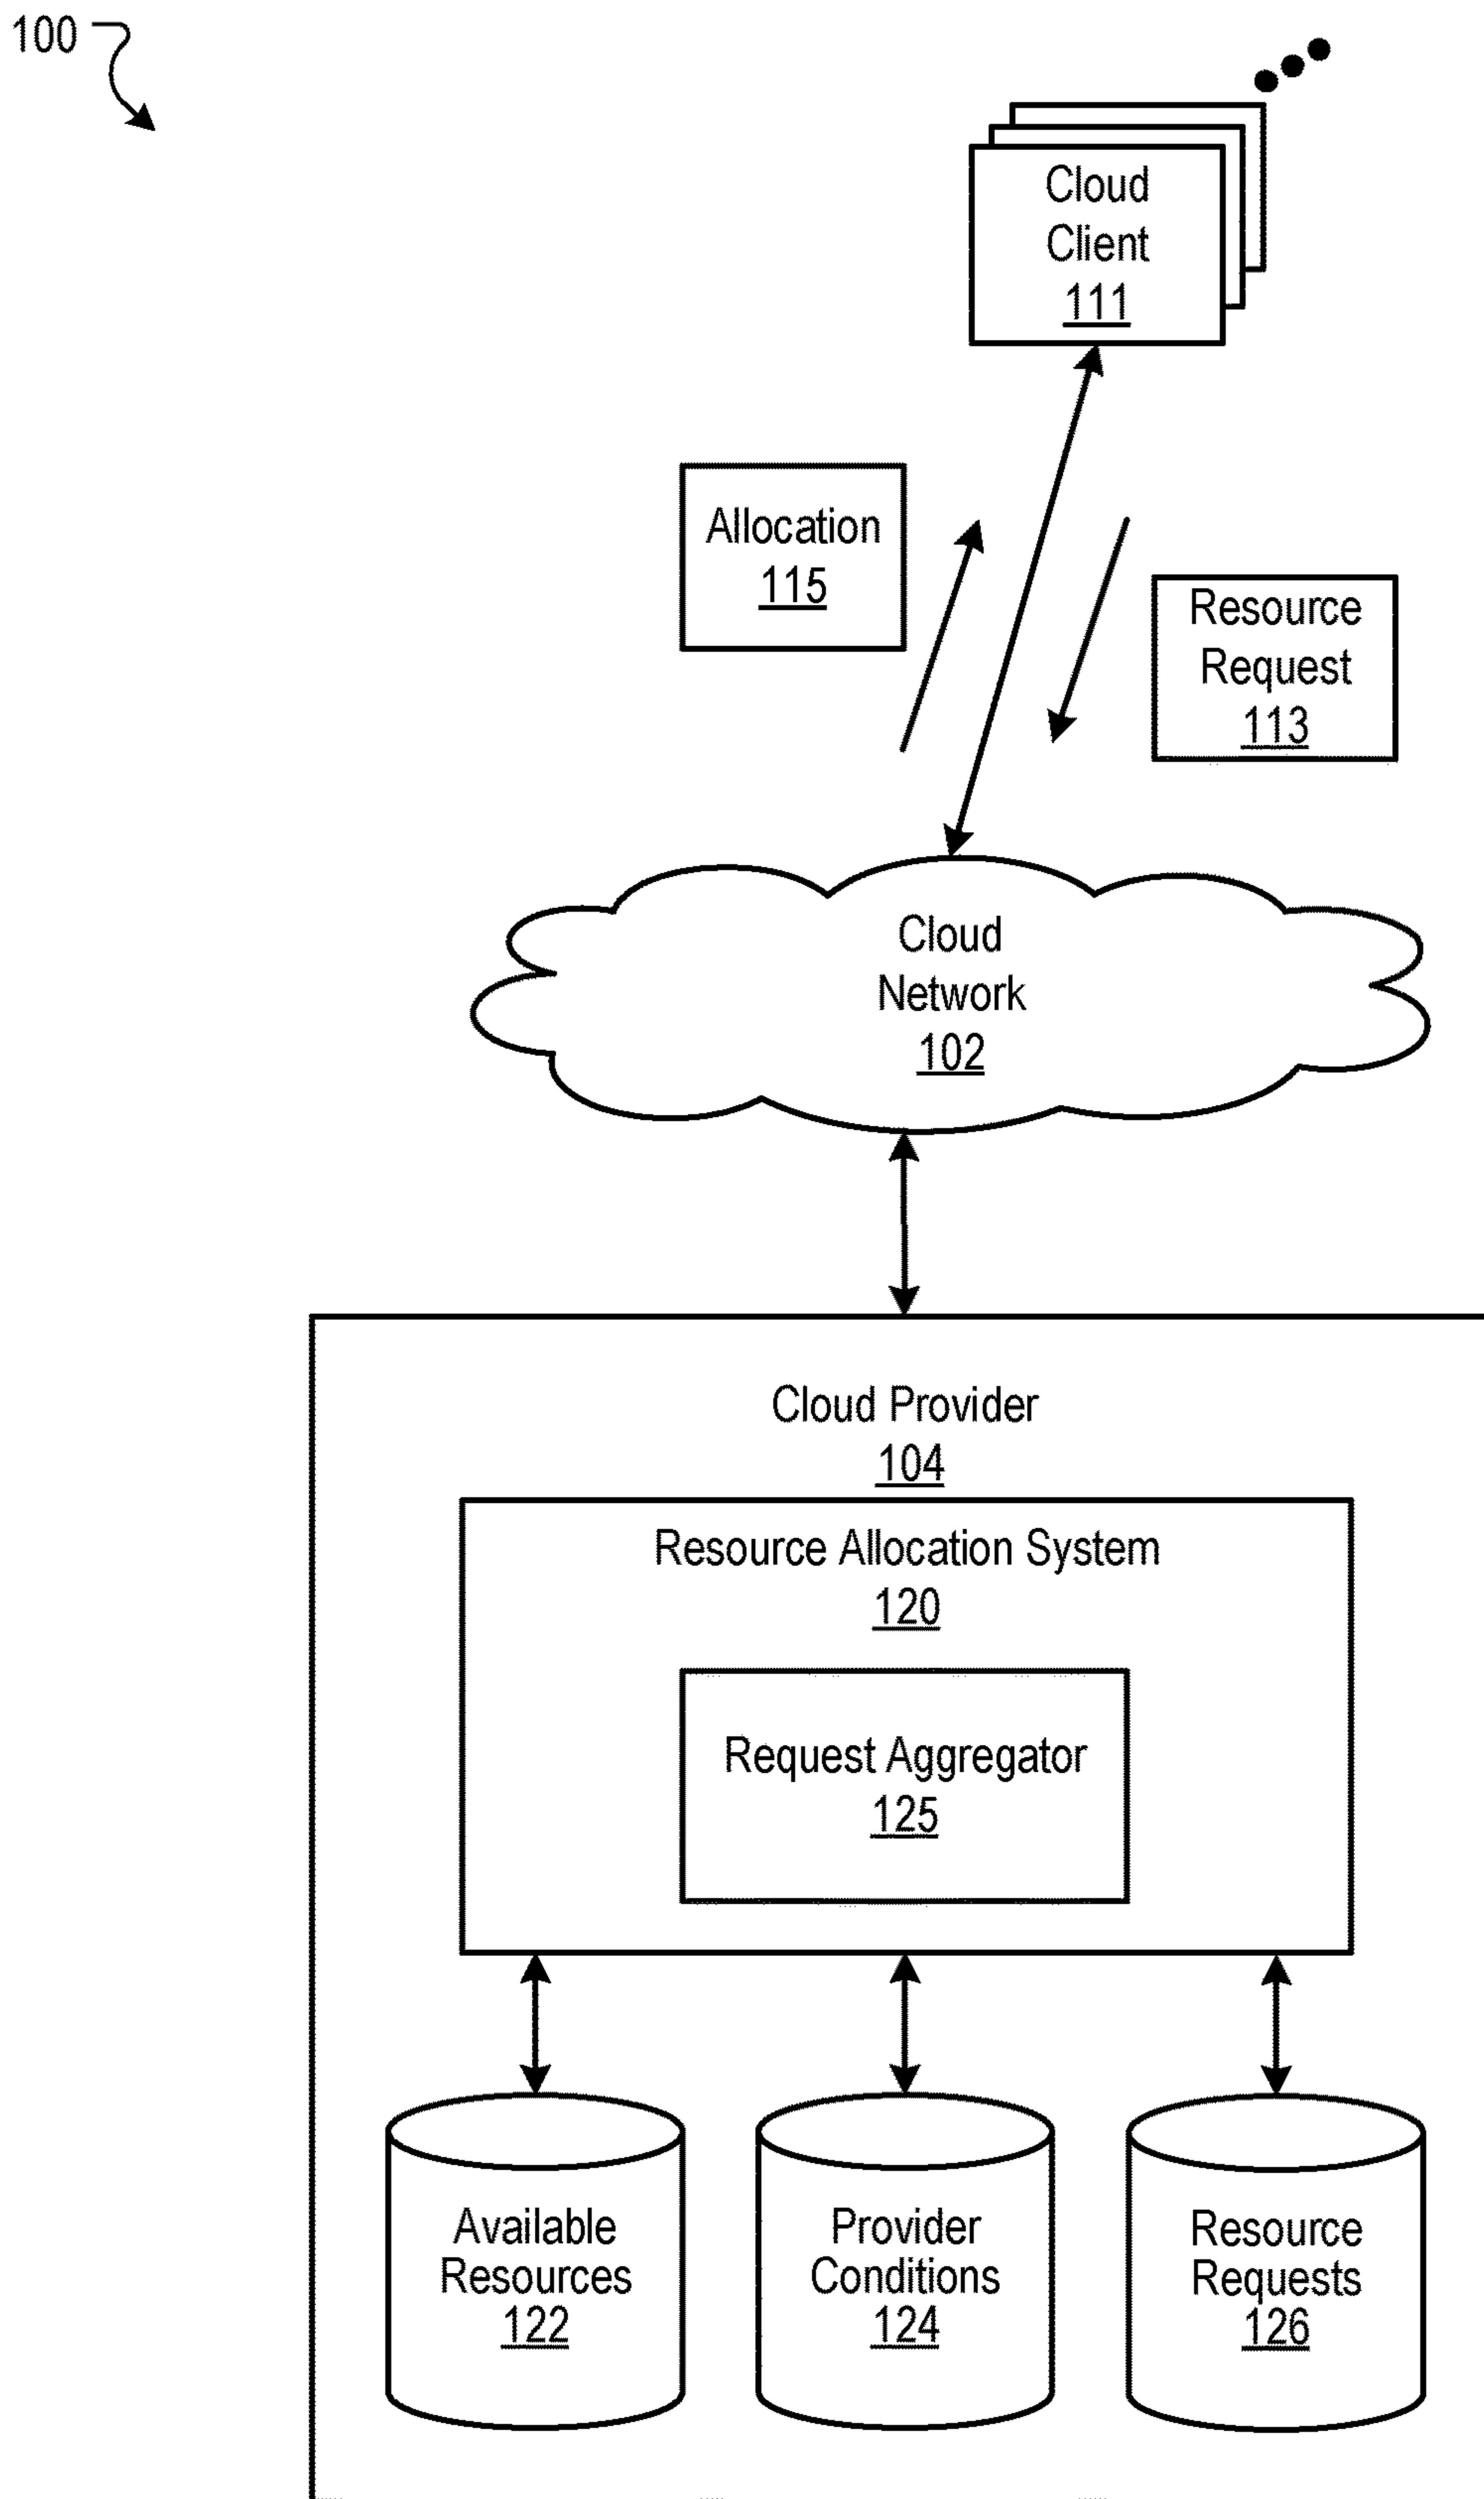 100
Cloud
Client
111
Allocation
115
Resource
Request
113
Cloud
Network
102
Cloud Provider
104
Resource Allocation System
120
Request Aggregator
125
Available
Resources
122
Provider
Conditions
124
Resource
Requests
126